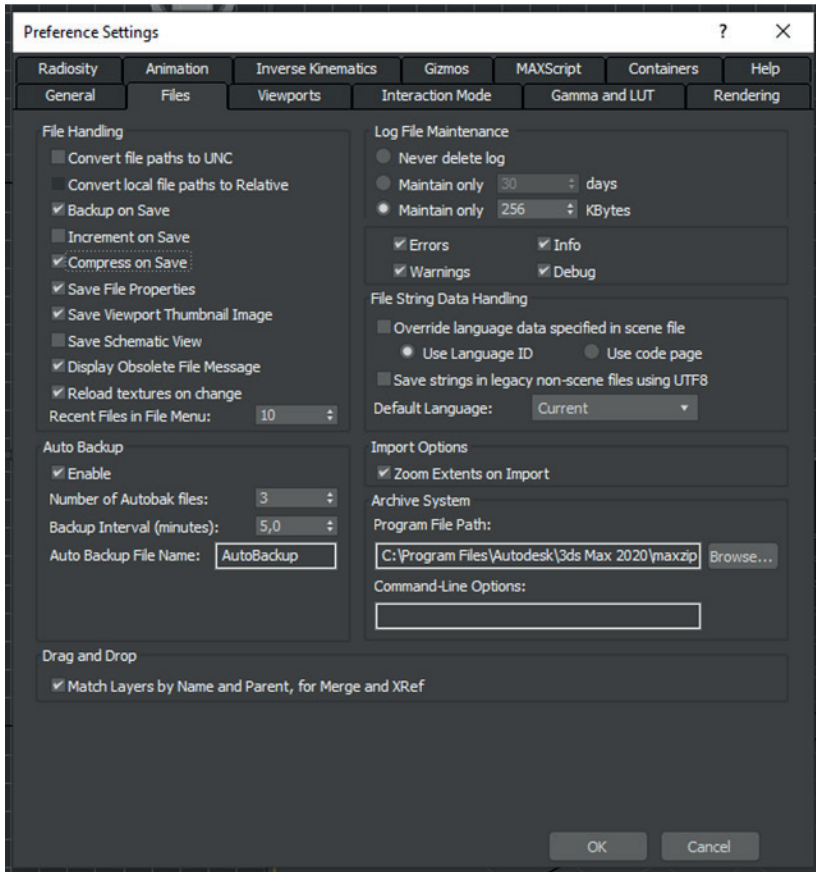 Preference Settings
?
Radiosity Animation Inverse Kinematics Gizmos MAXScript Containers Help
General Files Viewports Interaction Mode Gamma and LUT Rendering
File Handling
Convert file paths to UNC
Convert local file paths to Relative
Backup on Save
Increment on Save
Compress on Save
Save File Properties
Save Viewport Thumbnail Image
Save Schematic View
Display Obsolete File Message
Reload textures on change
Recent Files in File Menu: 10
Auto Backup
Enable
Number of Autobak files: 3
Backup Interval (minutes): 5,0
Auto Backup File Name: AutoBackup
Log File Maintenance
Never delete log
Maintain only 30 days
Maintain only 256 KBytes
Errors Info
Warnings Debug
File String Data Handling
Override language data specified in scene file
Use Language ID Use code page
Save strings in legacy non-scene files using UTF8
Default Language: Current
Import Options
Zoom Extents on Import
Archive System
Program File Path:
C:\Program Files\Autodesk\3ds Max 2020\maxzip Browse...
Command-Line Options:
Drag and Drop
Match Layers by Name and Parent, for Merge and XRef
OK Cancel